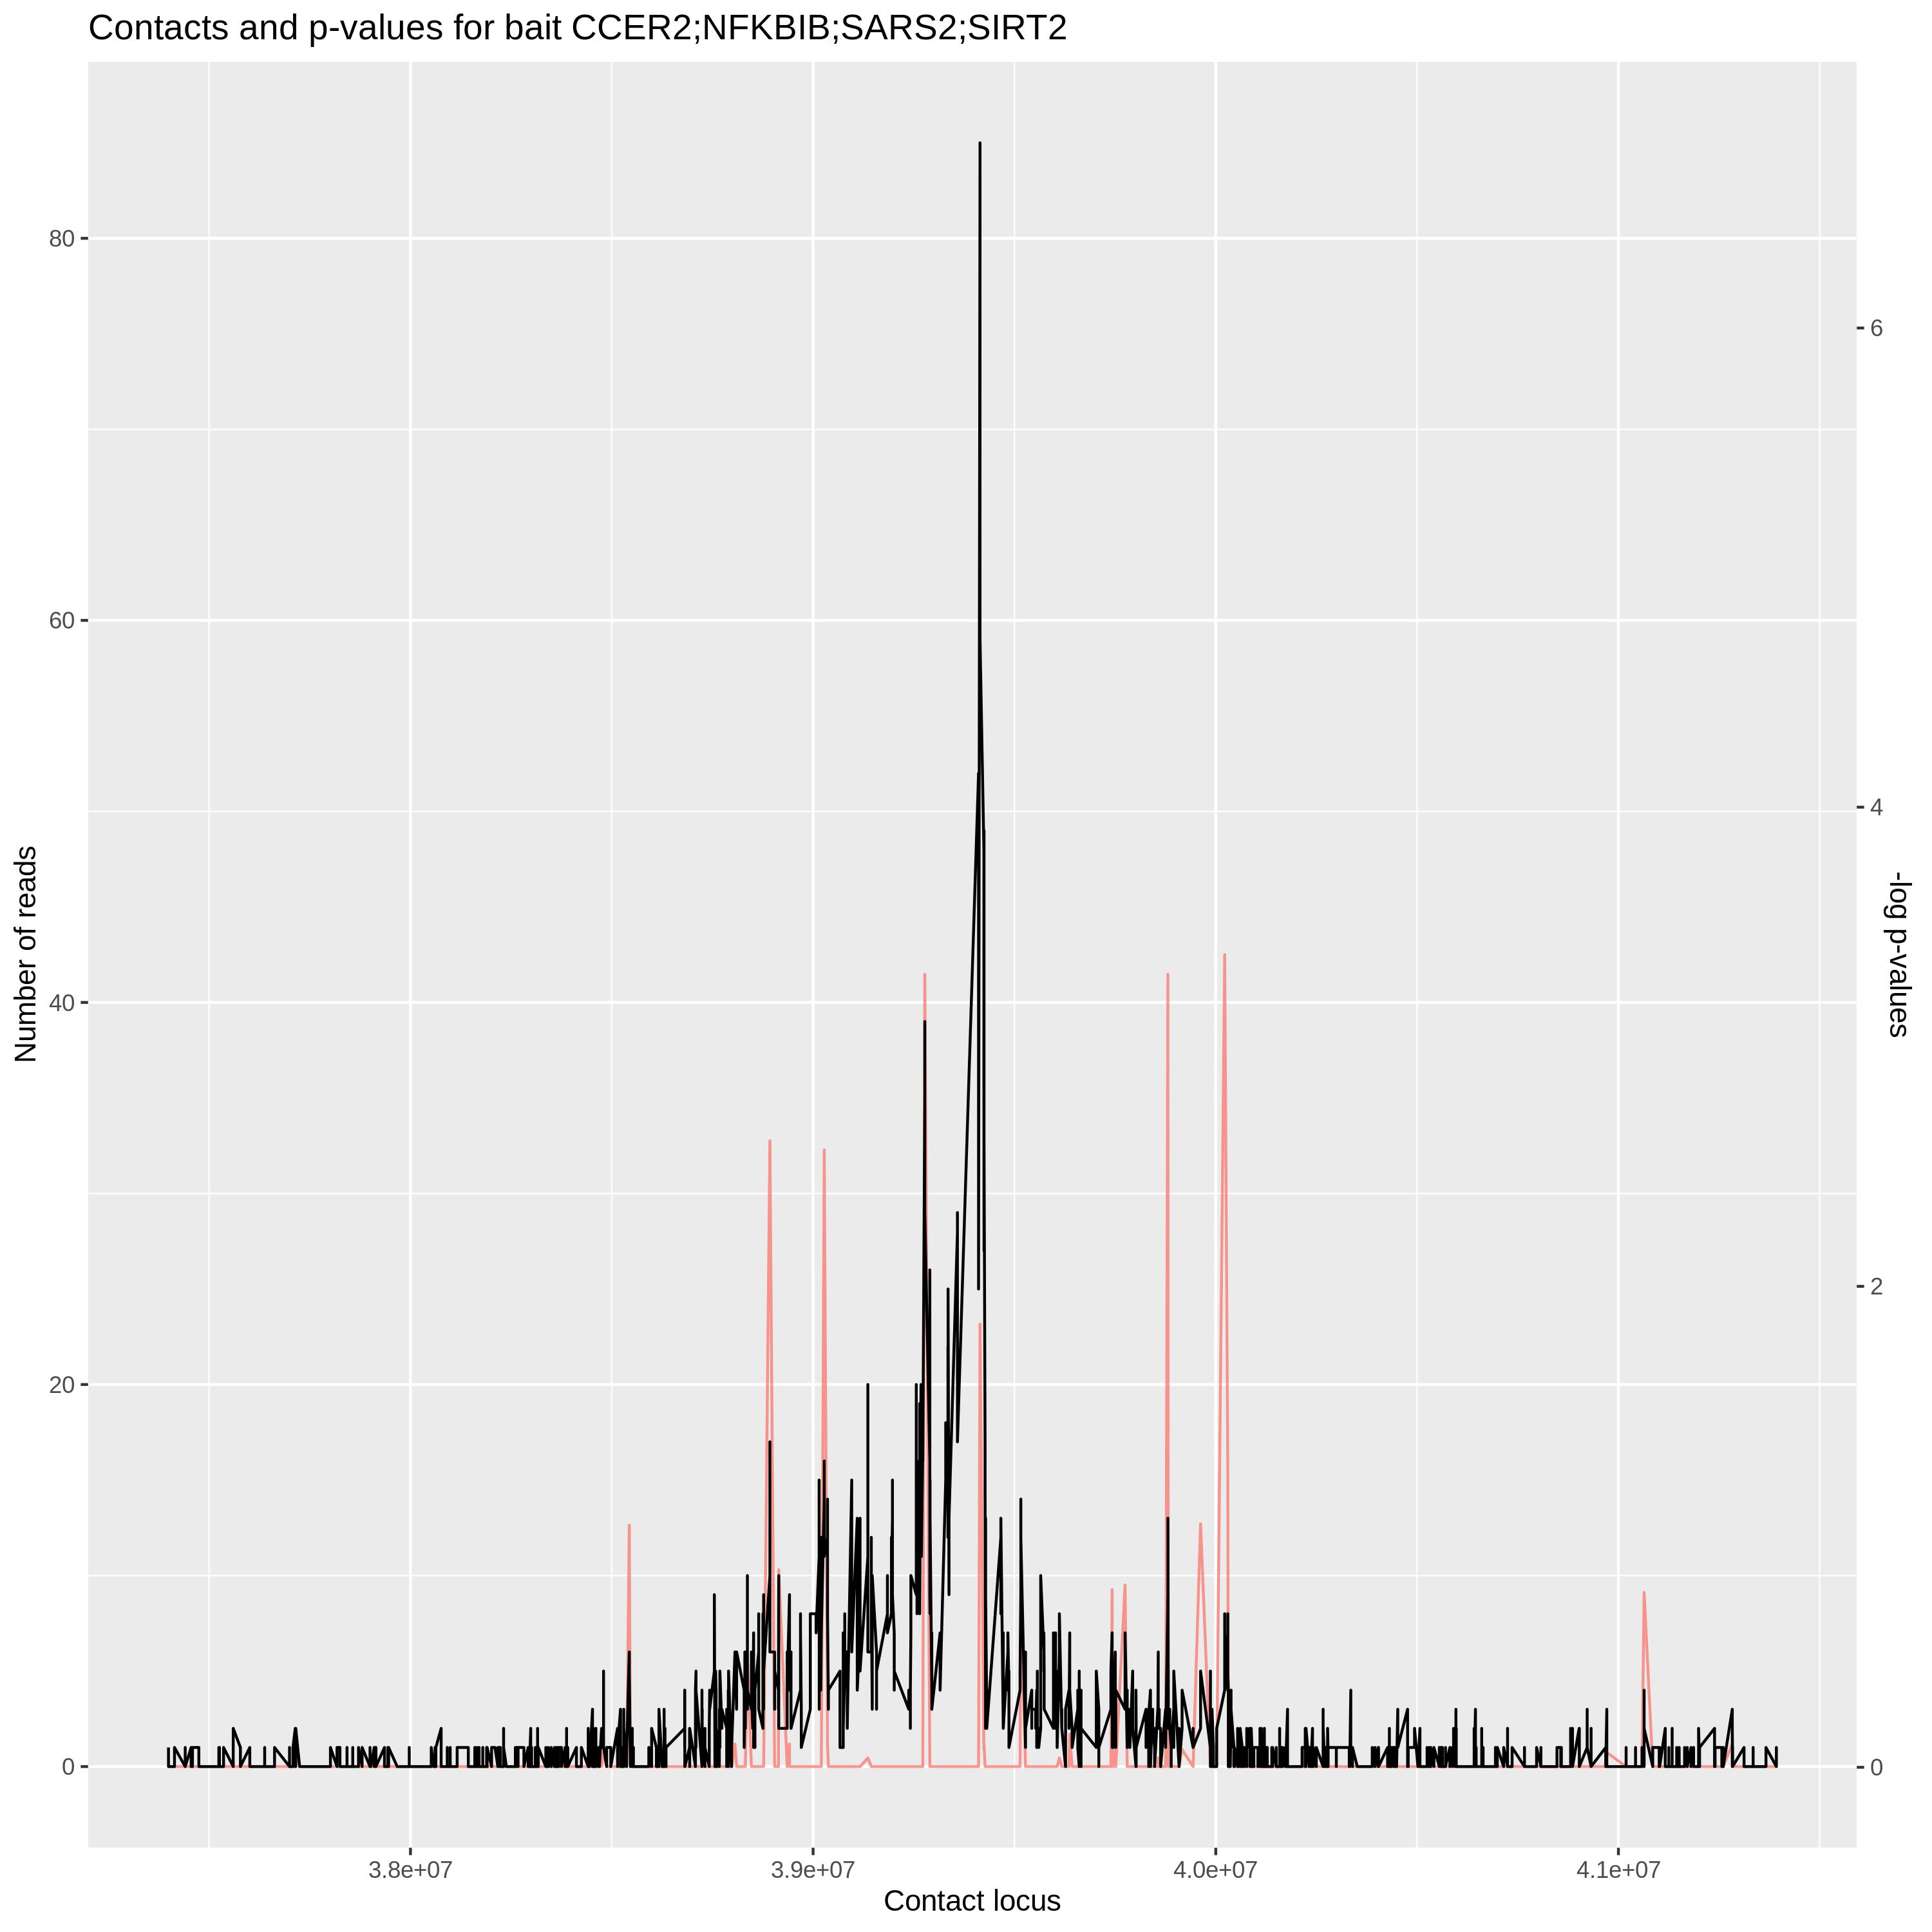 Contacts and p-values for bait CCER2;NFKBIB;SARS2;SIRT2
80
60
40
20
0
Number of reads
6
4
2
0
-log p-values
3.8e+07 3.9e+07 4.0e+07 4.1e+07
Contact locus